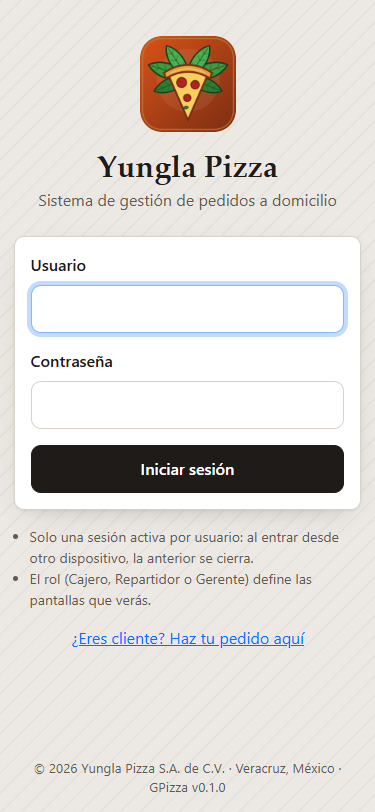 Yungla Pizza
Sistema de gestión de pedidos a domicilio
Usuario
Contraseña
Iniciar sesión
• Solo una sesión activa por usuario: al entrar desde
otro dispositivo, la anterior se cierra.
• El rol (Cajero, Repartidor o Gerente) define las
pantallas que verás.
¿Eres cliente? Haz tu pedido aquí
© 2026 Yungla Pizza S.A. de C.V. · Veracruz, México ·
GPizza v0.1.0